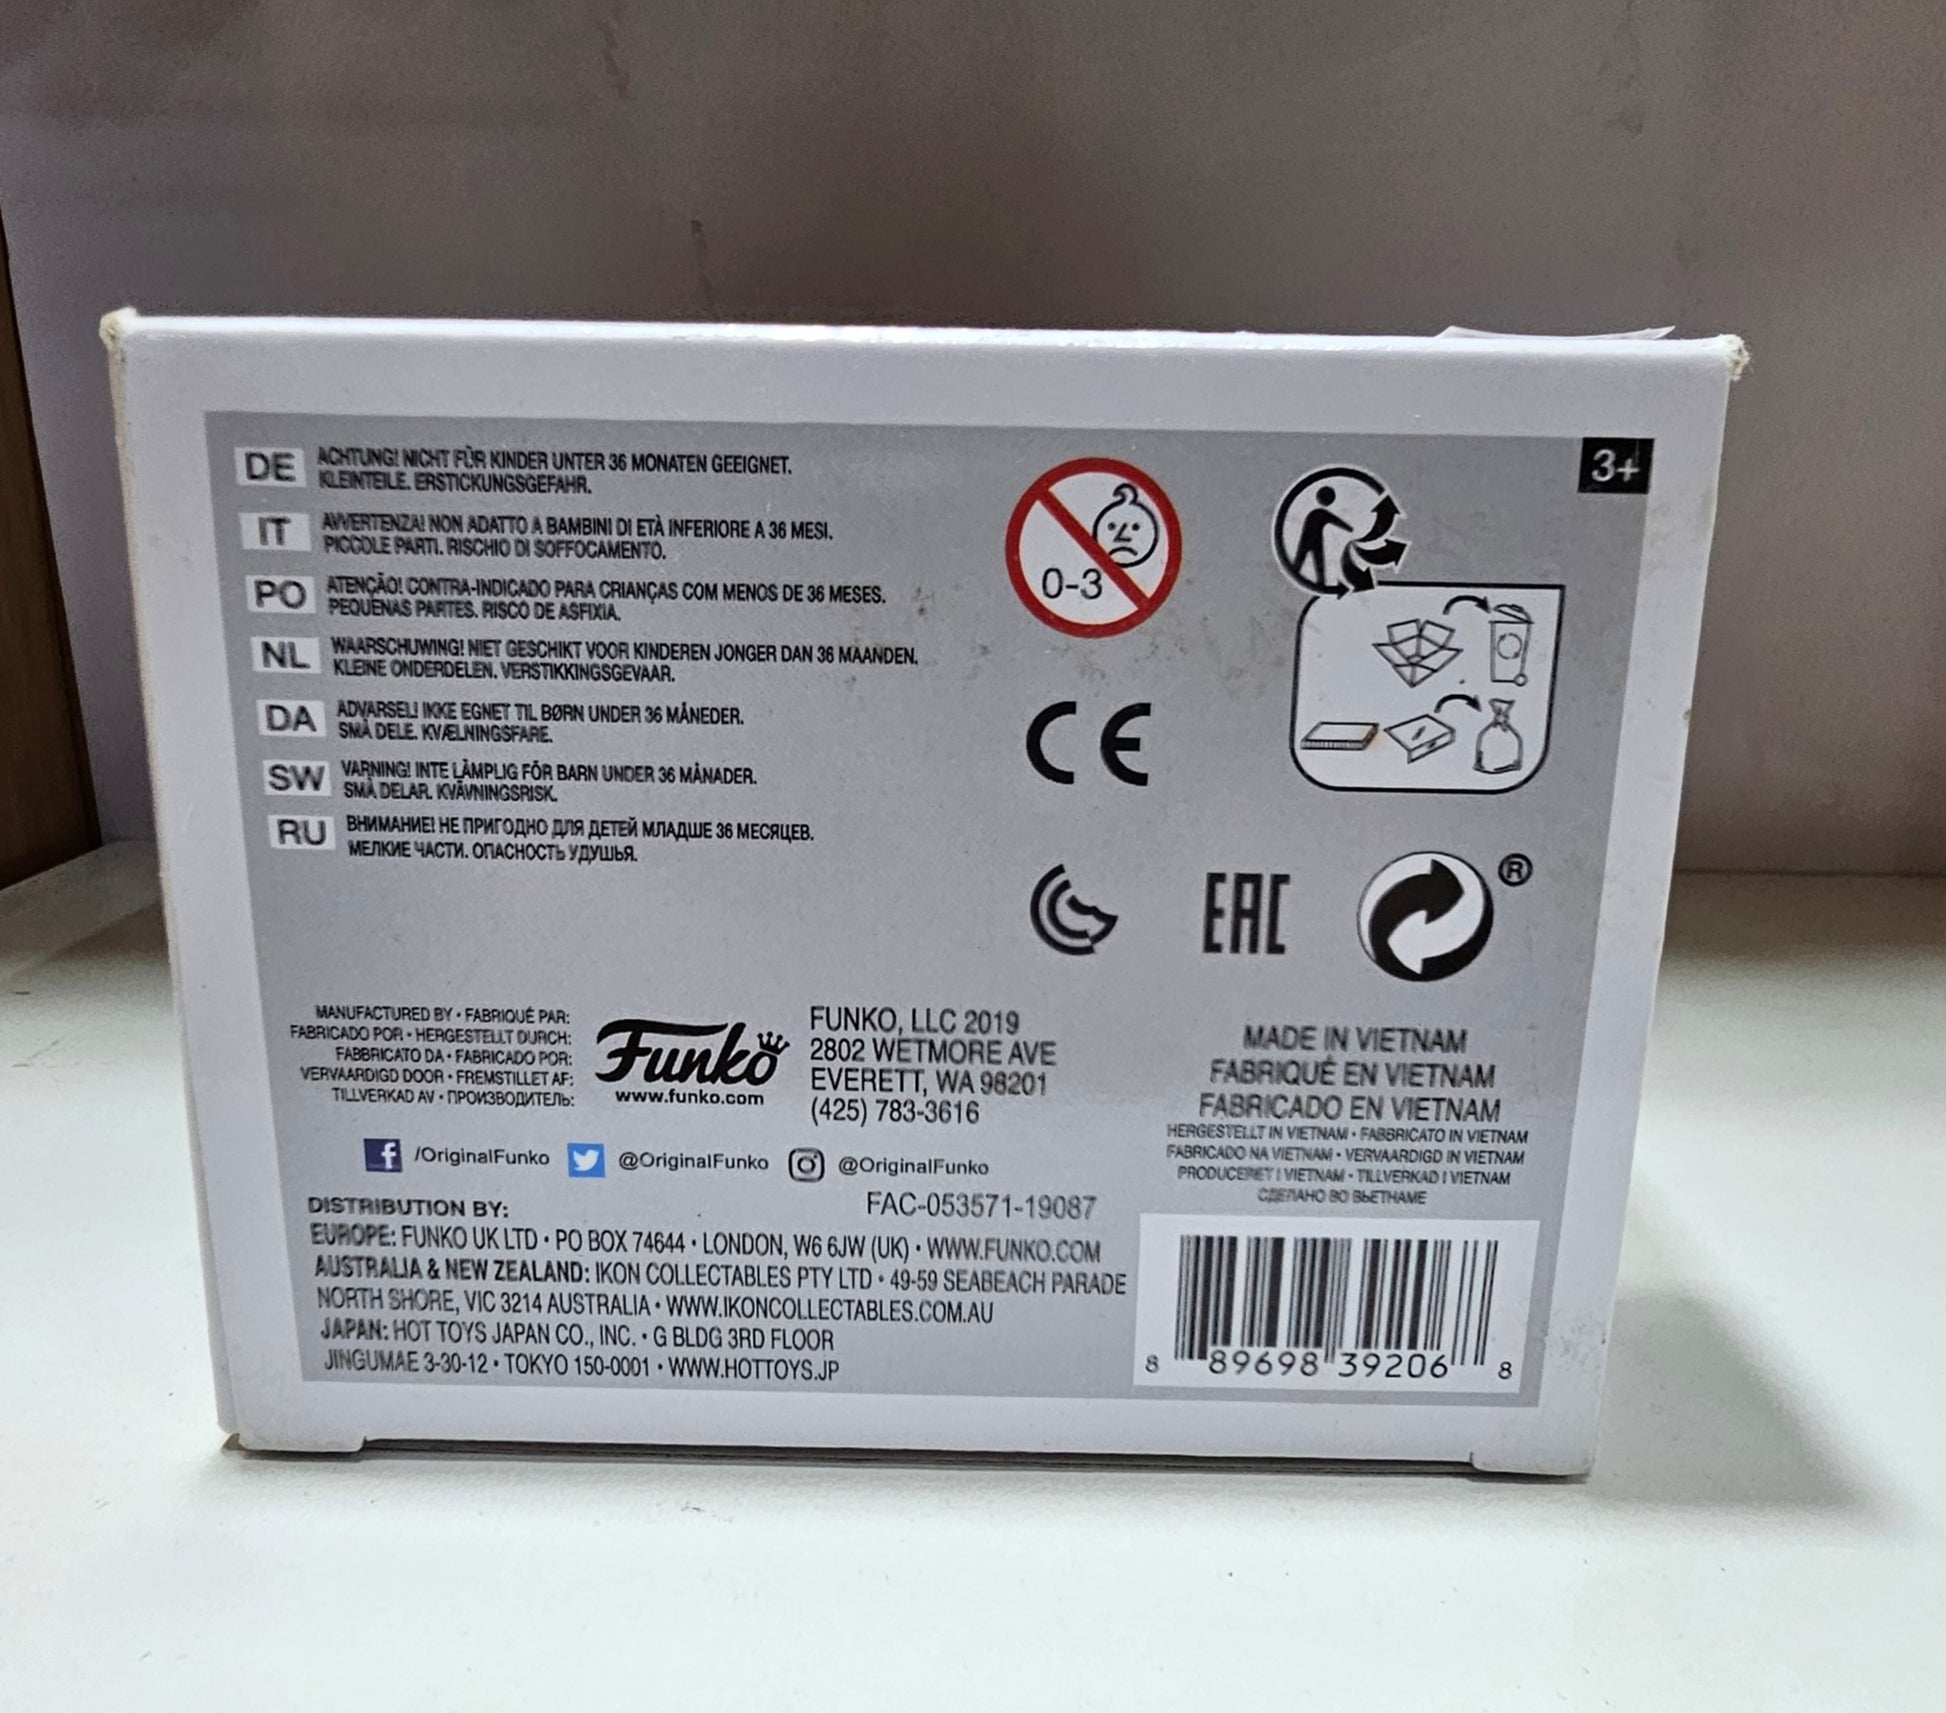 3+
DE
ACHTUNG! NICHT FÜR KINDER UNTER 36 MONATEN GEEIGNET.
KLEINTEILE. ERSTICKUNGSGEFAHR.
IT
AVVERTENZA! NON ADATTO A BAMBINI DI ETÀ INFERIORE A 36 MESI.
PICCOLE PARTI. RISCHIO DI SOFFOCAMENTO.
PO
ATENÇÃO! CONTRA-INDICADO PARA CRIANÇAS COM MENOS DE 36 MESES.
PEQUENAS PARTES. RISCO DE ASFIXIA.
NL
WAARSCHUWING! NIET GESCHIKT VOOR KINDEREN JONGER DAN 36 MAANDEN.
KLEINE ONDERDELEN. VERSTIKKINGSGEVAAR.
DA
ADVARSEL! IKKE EGNET TIL BØRN UNDER 36 MÅNEDER.
SMÅ DELE. KVÆLNINGSFARE.
SW
VARNING! INTE LÄMPLIG FÖR BARN UNDER 36 MÅNADER.
SMÅ DELAR. KVÄVNINGSRISK.
RU
ВНИМАНИЕ! НЕ ПРИГОДНО ДЛЯ ДЕТЕЙ МЛАДШЕ 36 МЕСЯЦЕВ.
МЕЛКИЕ ЧАСТИ. ОПАСНОСТЬ УДУШЬЯ.
0-3
CE
EAC
®
MANUFACTURED BY • FABRIQUÉ PAR:
FABRICADO POR • HERGESTELLT DURCH:
FABBRICATO DA • FABRICADO POR:
VERVAARDIGD DOOR • FREMSTILLET AF:
TILLVERKAD AV • ПРОИЗВОДИТЕЛЬ:
Funko
www.funko.com
FUNKO, LLC 2019
2802 WETMORE AVE
EVERETT, WA 98201
(425) 783-3616
f /OriginalFunko @OriginalFunko @OriginalFunko
FAC-053571-19087
DISTRIBUTION BY:
EUROPE: FUNKO UK LTD • PO BOX 74644 • LONDON, W6 6JW (UK) • WWW.FUNKO.COM
AUSTRALIA & NEW ZEALAND: IKON COLLECTABLES PTY LTD • 49-59 SEABEACH PARADE
NORTH SHORE, VIC 3214 AUSTRALIA • WWW.IKONCOLLECTABLES.COM.AU
JAPAN: HOT TOYS JAPAN CO., INC. • G BLDG 3RD FLOOR
JINGUMAE 3-30-12 • TOKYO 150-0001 • WWW.HOTTOYS.JP
MADE IN VIETNAM
FABRIQUÉ EN VIETNAM
FABRICADO EN VIETNAM
HERGESTELLT IN VIETNAM • FABBRICATO IN VIETNAM
FABRICADO NA VIETNAM • VERVAARDIGD IN VIETNAM
PRODUCERET I VIETNAM • TILLVERKAD I VIETNAM
СДЕЛАНО ВО ВЬЕТНАМЕ
8 89698 39206 8